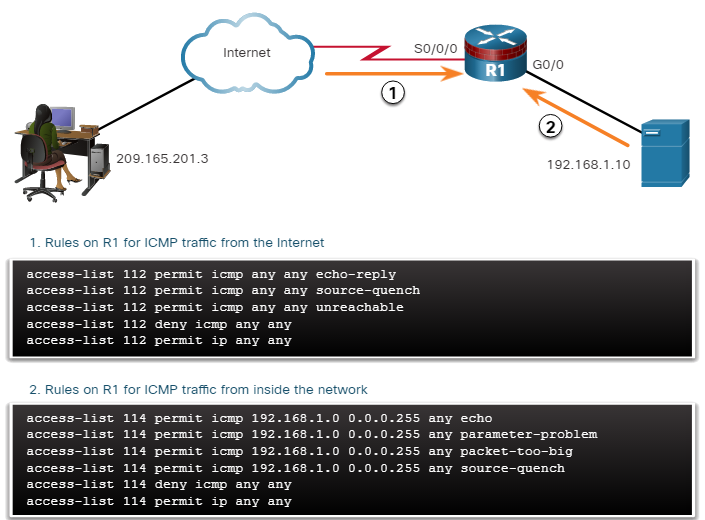 Internet
S0/0/0
R1
G0/0
1
2
209.165.201.3
192.168.1.10
1. Rules on R1 for ICMP traffic from the Internet
access-list 112 permit icmp any any echo-reply
access-list 112 permit icmp any any source-quench
access-list 112 permit icmp any any unreachable
access-list 112 deny icmp any any
access-list 112 permit ip any any
2. Rules on R1 for ICMP traffic from inside the network
access-list 114 permit icmp 192.168.1.0 0.0.0.255 any echo
access-list 114 permit icmp 192.168.1.0 0.0.0.255 any parameter-problem
access-list 114 permit icmp 192.168.1.0 0.0.0.255 any packet-too-big
access-list 114 permit icmp 192.168.1.0 0.0.0.255 any source-quench
access-list 114 deny icmp any any
access-list 114 permit ip any any